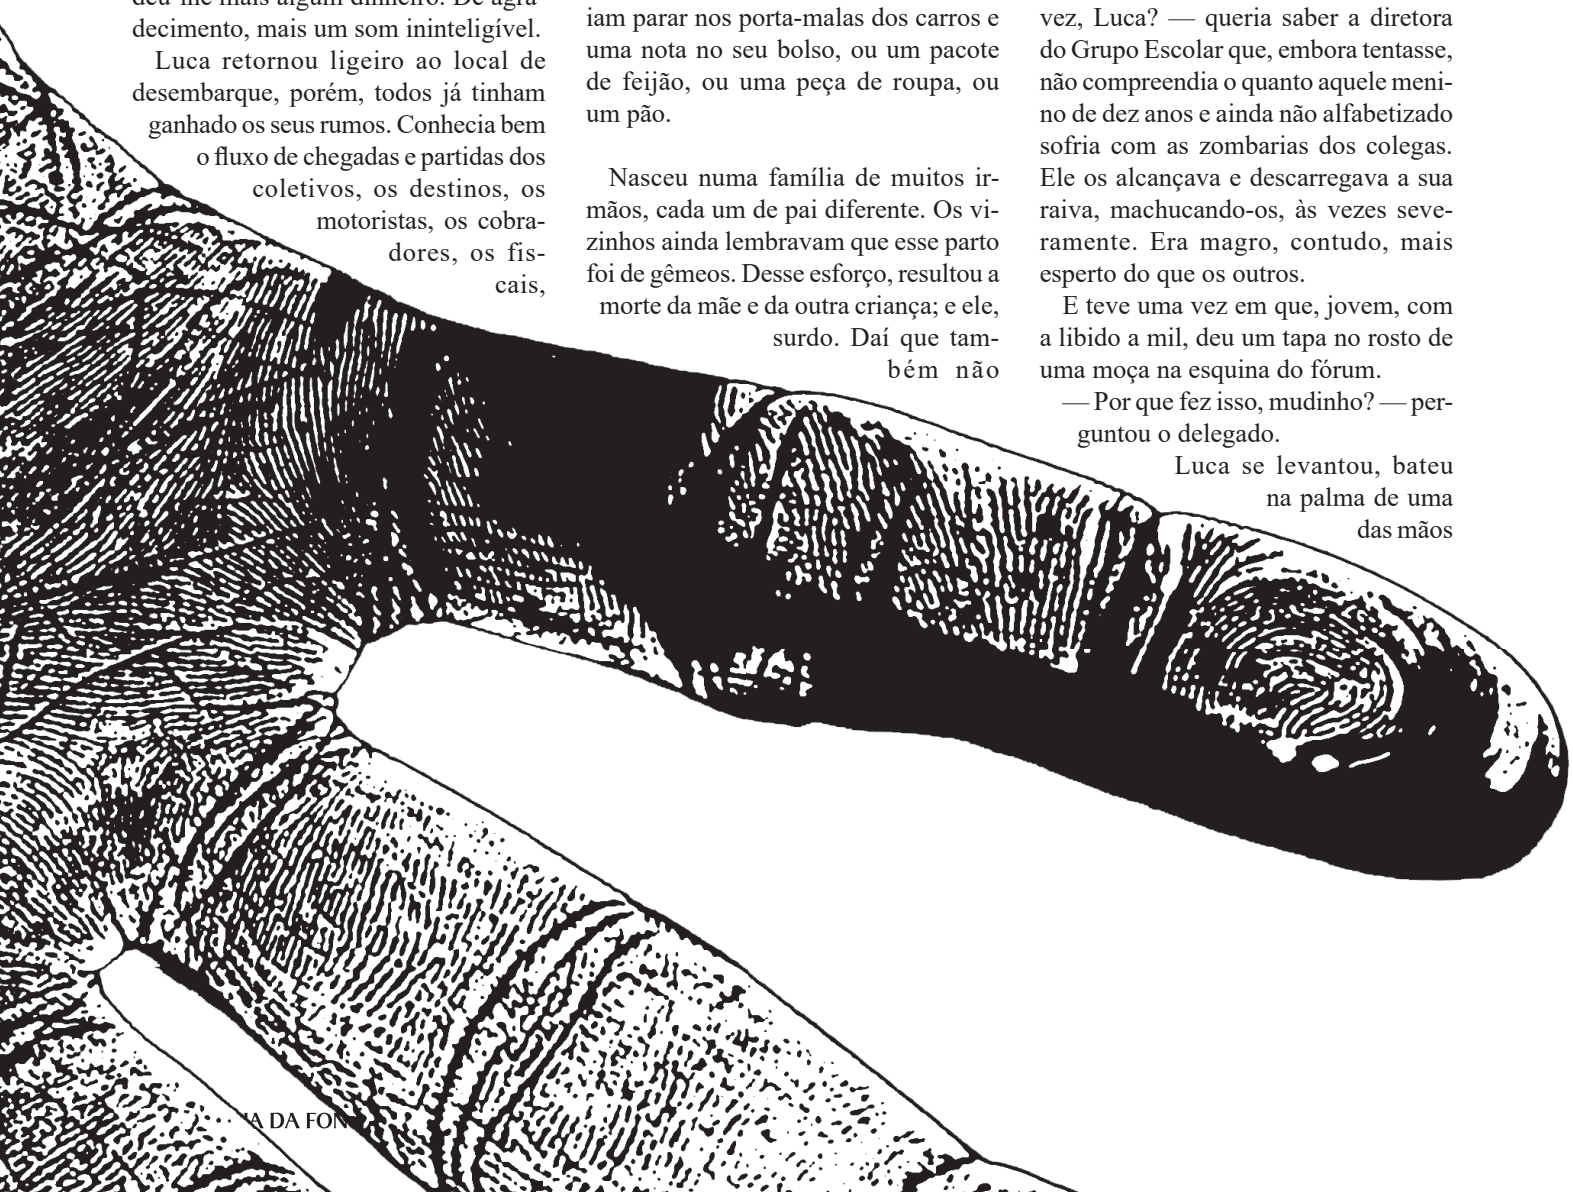 decimento, mais um som ininteligível.
Luca retornou ligeiro ao local de
desembarque, porém, todos já tinham
ganhado os seus rumos. Conhecia bem
o fluxo de chegadas e partidas dos
coletivos, os destinos, os
motoristas, os cobra-
dores, os fis-
cais,
iam parar nos porta-malas dos carros e
uma nota no seu bolso, ou um pacote
de feijão, ou uma peça de roupa, ou
um pão.
Nasceu numa família de muitos ir-
mãos, cada um de pai diferente. Os vi-
zinhos ainda lembravam que esse parto
foi de gêmeos. Desse esforço, resultou a
morte da mãe e da outra criança; e ele,
surdo. Daí que tam-
bém não
vez, Luca? — queria saber a diretora
do Grupo Escolar que, embora tentasse,
não compreendia o quanto aquele meni-
no de dez anos e ainda não alfabetizado
sofria com as zombarias dos colegas.
Ele os alcançava e descarregava a sua
raiva, machucando-os, às vezes seve-
ramente. Era magro, contudo, mais
esperto do que os outros.
E teve uma vez em que, jovem, com
a libido a mil, deu um tapa no rosto de
uma moça na esquina do fórum.
— Por que fez isso, mudinho? — per-
guntou o delegado.
Luca se levantou, bateu
na palma de uma
das mãos
DA FON